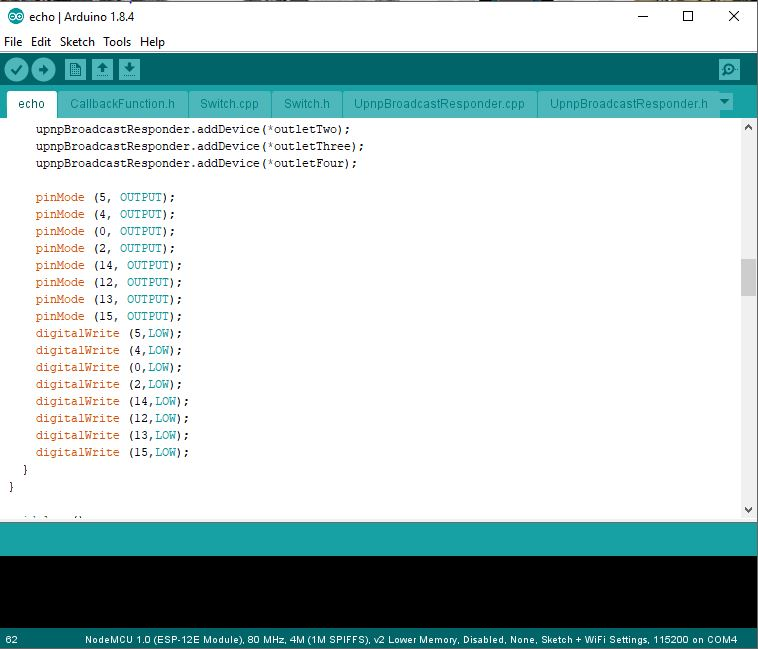 echo | Arduino 1.8.4
File Edit Sketch Tools Help
echo CallbackFunction.h Switch.cpp Switch.h UpnpBroadcastResponder.cpp UpnpBroadcastResponder.h
upnpBroadcastResponder.addDevice(*outletTwo);
upnpBroadcastResponder.addDevice(*outletThree);
upnpBroadcastResponder.addDevice(*outletFour);
pinMode (5, OUTPUT);
pinMode (4, OUTPUT);
pinMode (0, OUTPUT);
pinMode (2, OUTPUT);
pinMode (14, OUTPUT);
pinMode (12, OUTPUT);
pinMode (13, OUTPUT);
pinMode (15, OUTPUT);
digitalWrite (5,LOW);
digitalWrite (4,LOW);
digitalWrite (0,LOW);
digitalWrite (2,LOW);
digitalWrite (14,LOW);
digitalWrite (12,LOW);
digitalWrite (13,LOW);
digitalWrite (15,LOW);
}
}
62 NodeMCU 1.0 (ESP-12E Module), 80 MHz, 4M (1M SPIFFS), v2 Lower Memory, Disabled, None, Sketch + WiFi Settings, 115200 on COM4